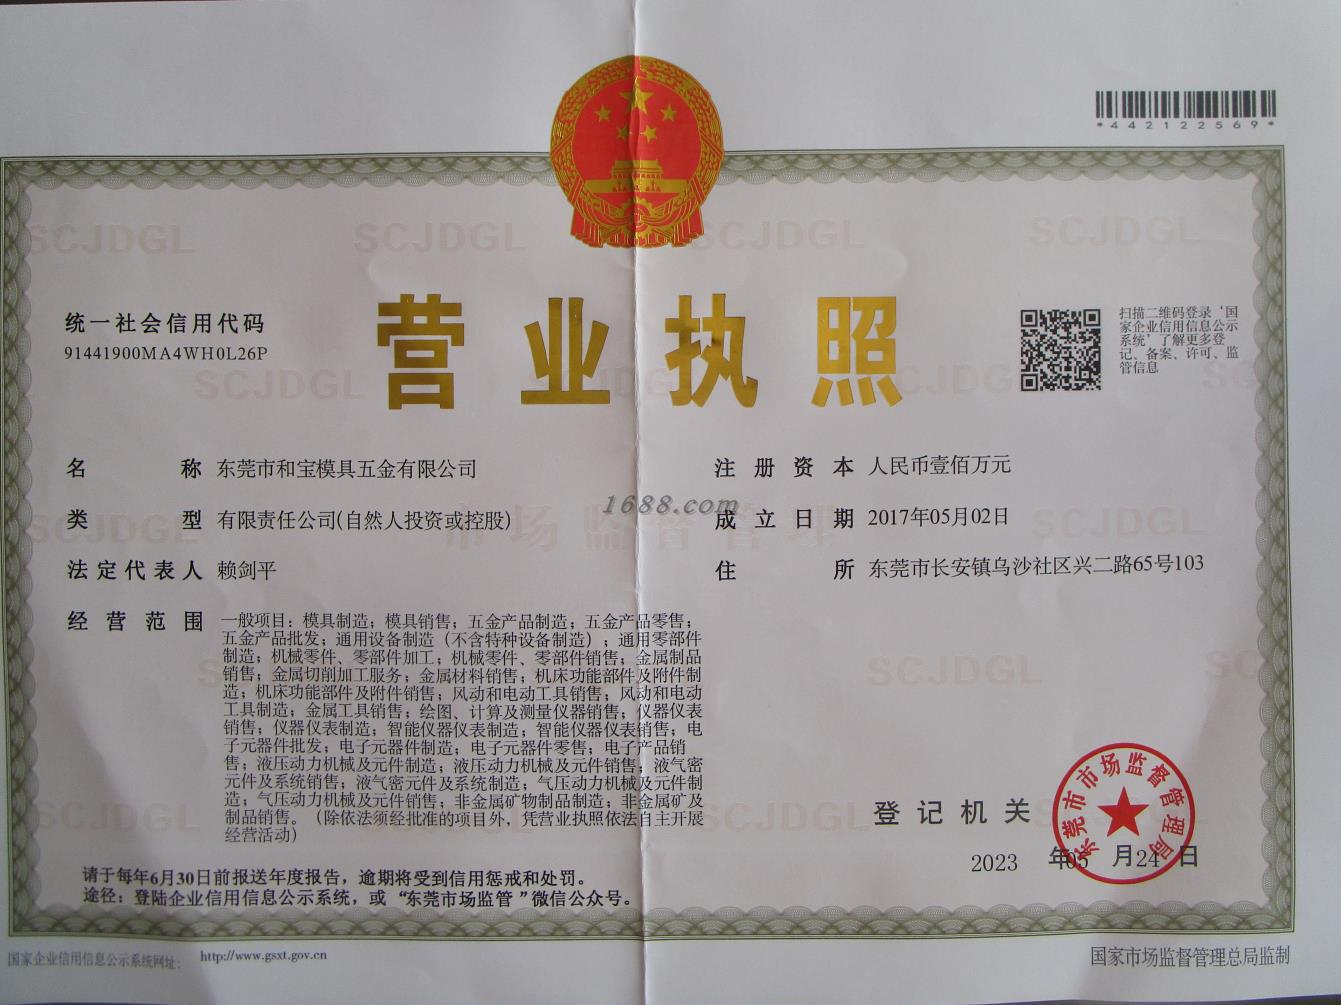 *442122569*
SCJDGL SCJDGL SCJDGL SCJDGL
营业执照
统一社会信用代码
91441900MA4WH0L26P
扫描二维码登录‘国
家企业信用信息公示
系统’了解更多登
记、备案、许可、监
管信息
名称 东莞市和宝模具五金有限公司
类型 有限责任公司(自然人投资或控股)
法定代表人 赖剑平
注册资本 人民币壹佰万元
1688.com
成立日期 2017年05月02日
住所 东莞市长安镇乌沙社区兴二路65号103
市场监督管理
经营范围 一般项目：模具制造；模具销售；五金产品制造；五金产品零售；
五金产品批发；通用设备制造（不含特种设备制造）；通用零部件
制造；机械零件、零部件加工；机械零件、零部件销售；金属制品
销售；金属切削加工服务；金属材料销售；机床功能部件及附件制
造；机床功能部件及附件销售；风动和电动工具销售；风动和电动
工具制造；金属工具销售；绘图、计算及测量仪器销售；仪器仪表
销售；仪器仪表制造；智能仪器仪表制造；智能仪器仪表销售；电
子元器件批发；电子元器件制造；电子元器件零售；电子产品销
售；液压动力机械及元件制造；液压动力机械及元件销售；液气密
元件及系统销售；液气密元件及系统制造；气压动力机械及元件制
造；气压动力机械及元件销售；非金属矿物制品制造；非金属矿及
制品销售。（除依法须经批准的项目外，凭营业执照依法自主开展
经营活动）
登记机关
东莞市市场监督管理局
2023 年05 月24日
请于每年6月30日前报送年度报告，逾期将受到信用惩戒和处罚。
途径：登陆企业信用信息公示系统，或“东莞市场监管”微信公众号。
国家企业信用信息公示系统网址： http://www.gsxt.gov.cn
国家市场监督管理总局监制